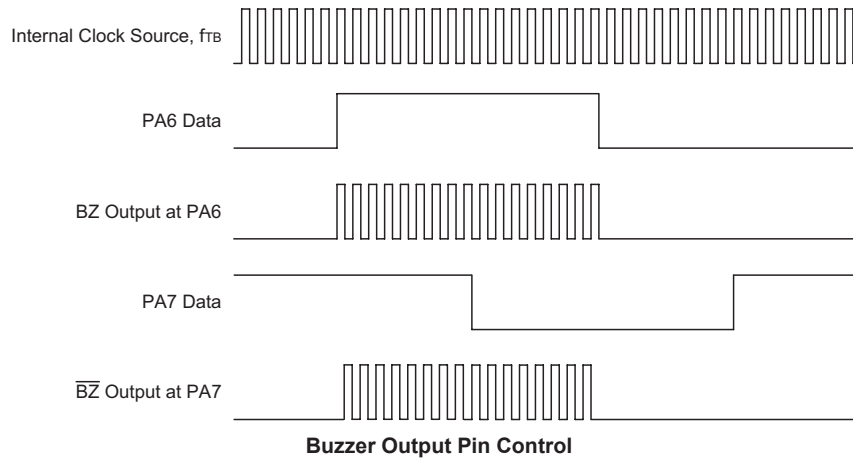 Internal Clock Source, fTB
PA6 Data
BZ Output at PA6
PA7 Data
B̅Z̅ Output at PA7
Buzzer Output Pin Control